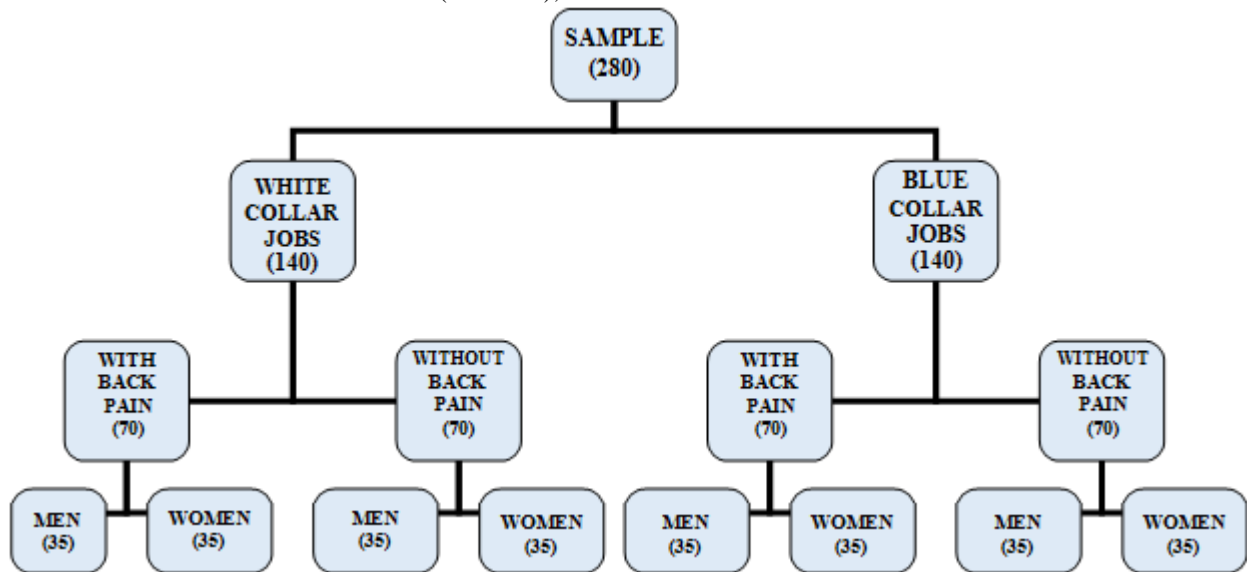 SAMPLE
(280)
WHITE
COLLAR
JOBS
(140)
BLUE
COLLAR
JOBS
(140)
WITH
BACK
PAIN
(70)
WITHOUT
BACK
PAIN
(70)
WITH
BACK
PAIN
(70)
WITHOUT
BACK
PAIN
(70)
MEN
(35)
WOMEN
(35)
MEN
(35)
WOMEN
(35)
MEN
(35)
WOMEN
(35)
MEN
(35)
WOMEN
(35)